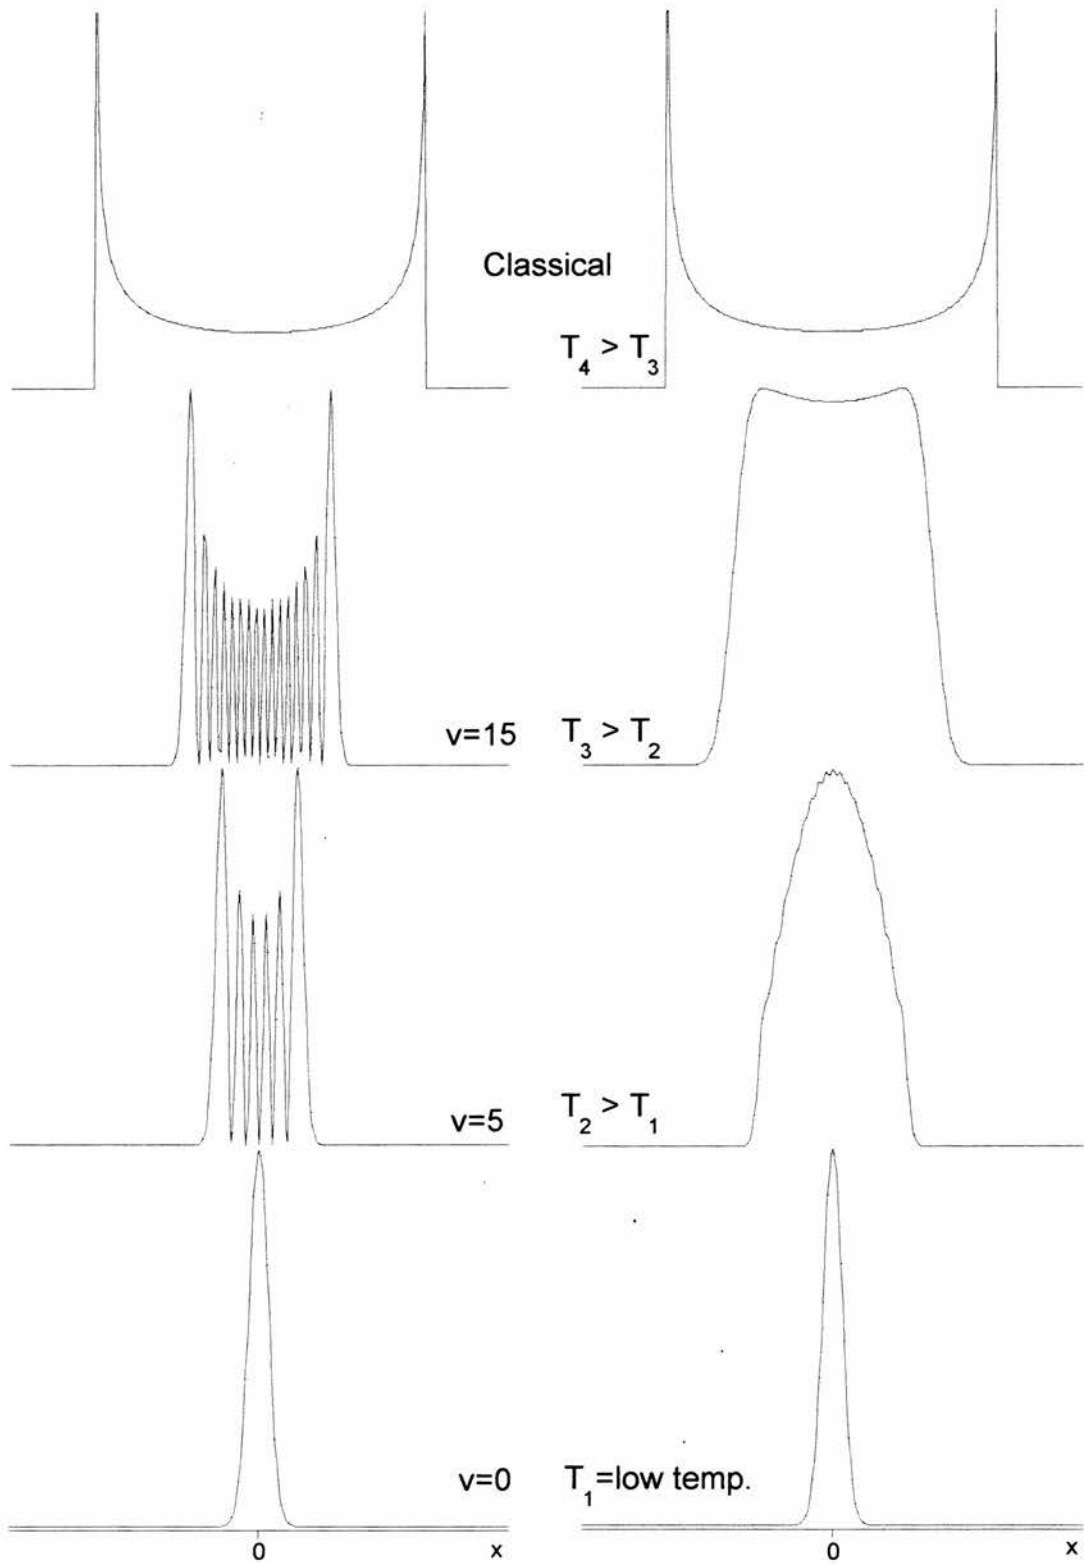 Classical
T₄ > T₃
v=15 T₃ > T₂
v=5 T₂ > T₁
v=0 T₁=low temp.
0 x 0 x